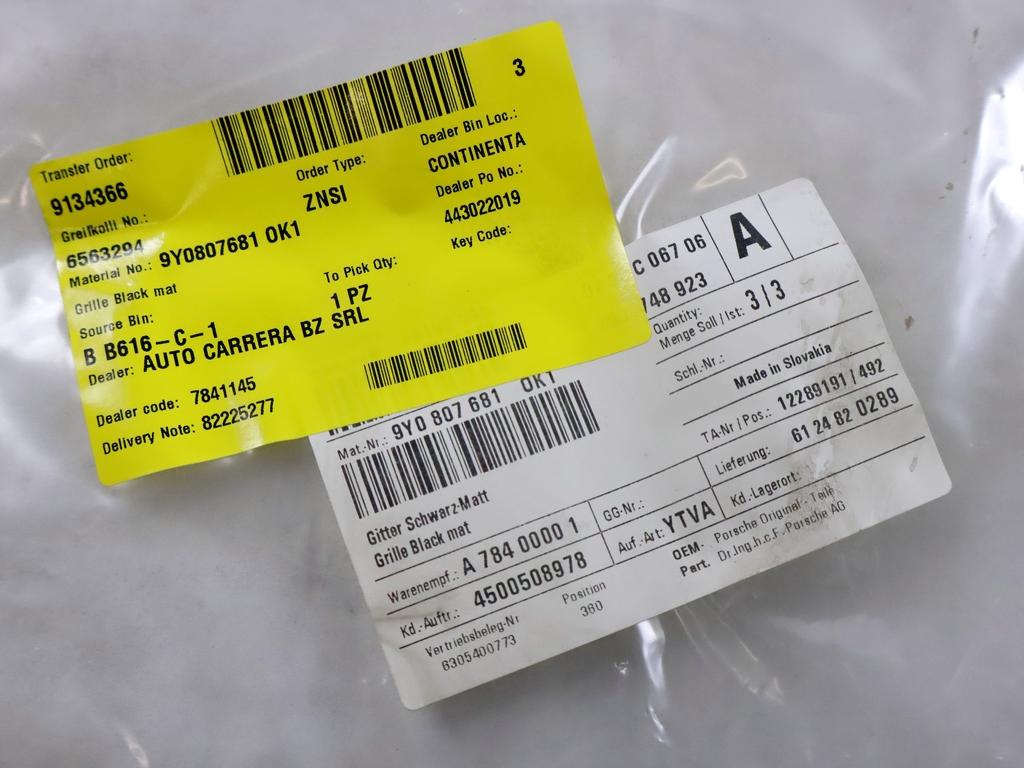 3
Transfer Order:
9134366
Greifkolli No.:
6563294
Order Type:
ZNSI
Dealer Bin Loc.:
CONTINENTA
Dealer Po No.:
443022019
Key Code:
Material No.: 9Y0807681 OK1
Grille Black mat
Source Bin:
B B616-C-1
To Pick Qty:
1 PZ
Dealer: AUTO CARRERA BZ SRL
Dealer code: 7841145
Delivery Note: 82225277
C 067 06
A
748 923
Quantity:
Menge Soll / Ist: 3/3
Schl.-Nr.:
Made in Slovakia
TA-Nr / Pos.: 12289191 / 492
Lieferung: 61 24 82 0289
Kd.-Lagerort:
Mat.-Nr.: 9Y0 807 681 OK1
Gitter Schwarz-Matt
Grille Black mat
Warenempf.: A 784 0000 1
GG-Nr.:
Kd.-Auftr.: 4500508978
Auf.-Art: YTVA
Vertriebsbeleg-Nr
6305400773
Position
360
OEM: Porsche Original - Teile
Part. Dr.Ing.h.c.F.-Porsche AG